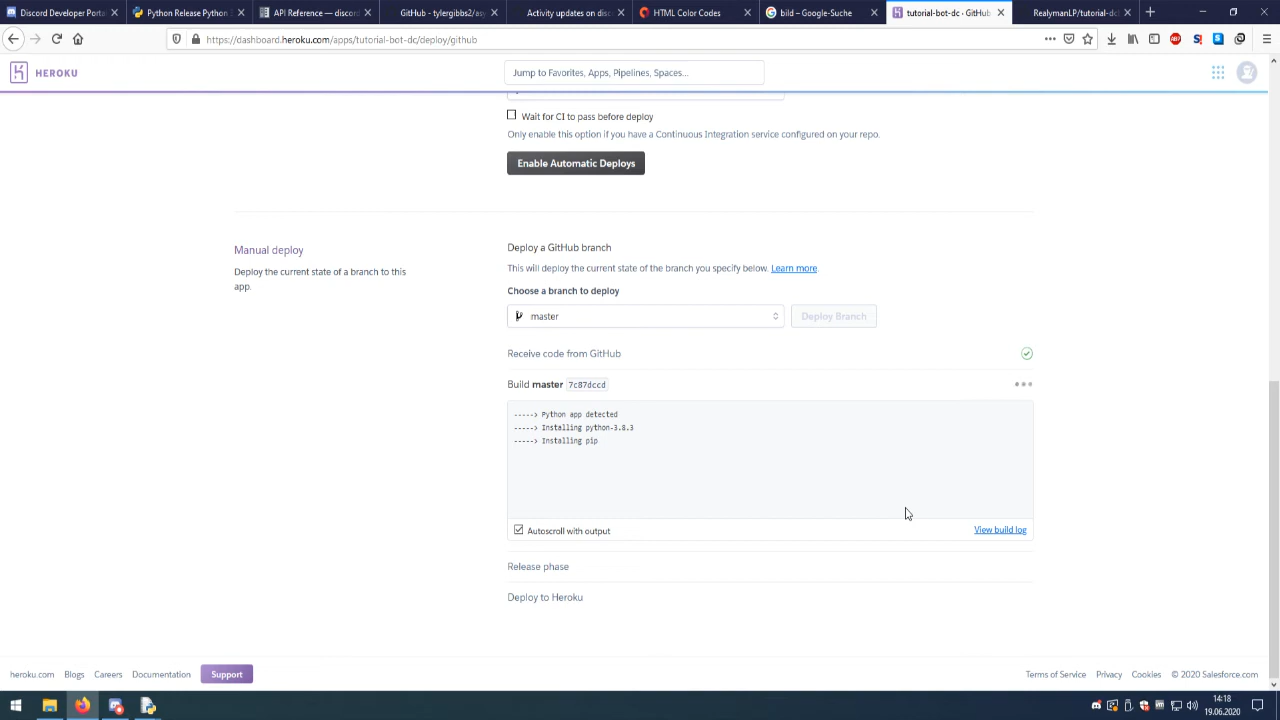 Discord Developer Portal
Python Release Python 3
API Reference — discord
GitHub - tylergibbs2/asy
Activity updates on disc
HTML Color Codes
bild – Google-Suche
tutorial-bot-dc · GitHub
RealymanLP/tutorial-dc
https://dashboard.heroku.com/apps/tutorial-bot-dc/deploy/github
HEROKU
Jump to Favorites, Apps, Pipelines, Spaces...
Wait for CI to pass before deploy
Only enable this option if you have a Continuous Integration service configured on your repo.
Enable Automatic Deploys
Manual deploy
Deploy the current state of a branch to this
app.
Deploy a GitHub branch
This will deploy the current state of the branch you specify below. Learn more.
Choose a branch to deploy
master
Deploy Branch
Receive code from GitHub
Build master 7c87dccd
-----> Python app detected
-----> Installing python-3.8.3
-----> Installing pip
Autoscroll with output
View build log
Release phase
Deploy to Heroku
heroku.com Blogs Careers Documentation Support
Terms of Service Privacy Cookies © 2020 Salesforce.com
14:18
19.06.2020